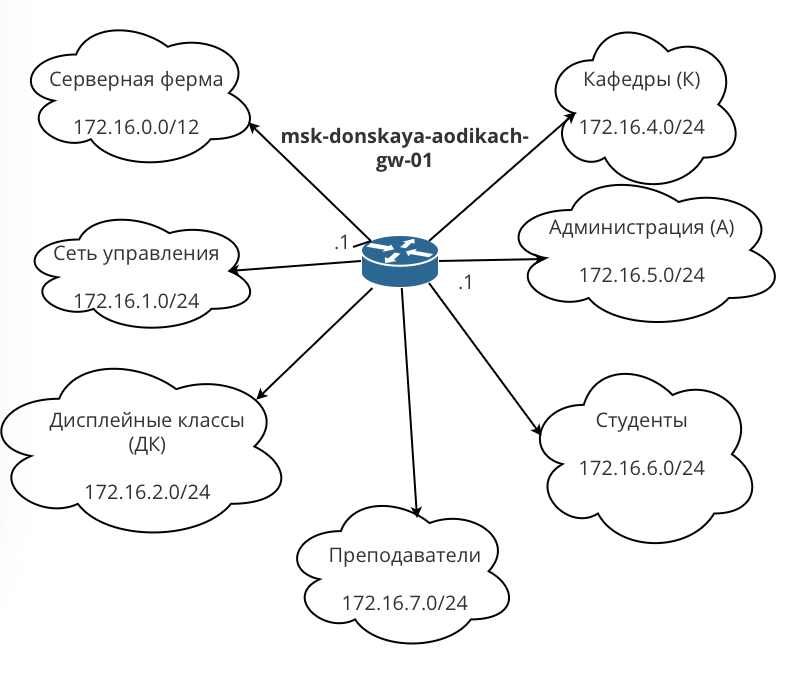 Серверная ферма
172.16.0.0/12
msk-donskaya-aodikach-
gw-01
Кафедры (К)
172.16.4.0/24
.1
Сеть управления
172.16.1.0/24
Администрация (А)
172.16.5.0/24
.1
Дисплейные классы
(ДК)
172.16.2.0/24
Студенты
172.16.6.0/24
Преподаватели
172.16.7.0/24